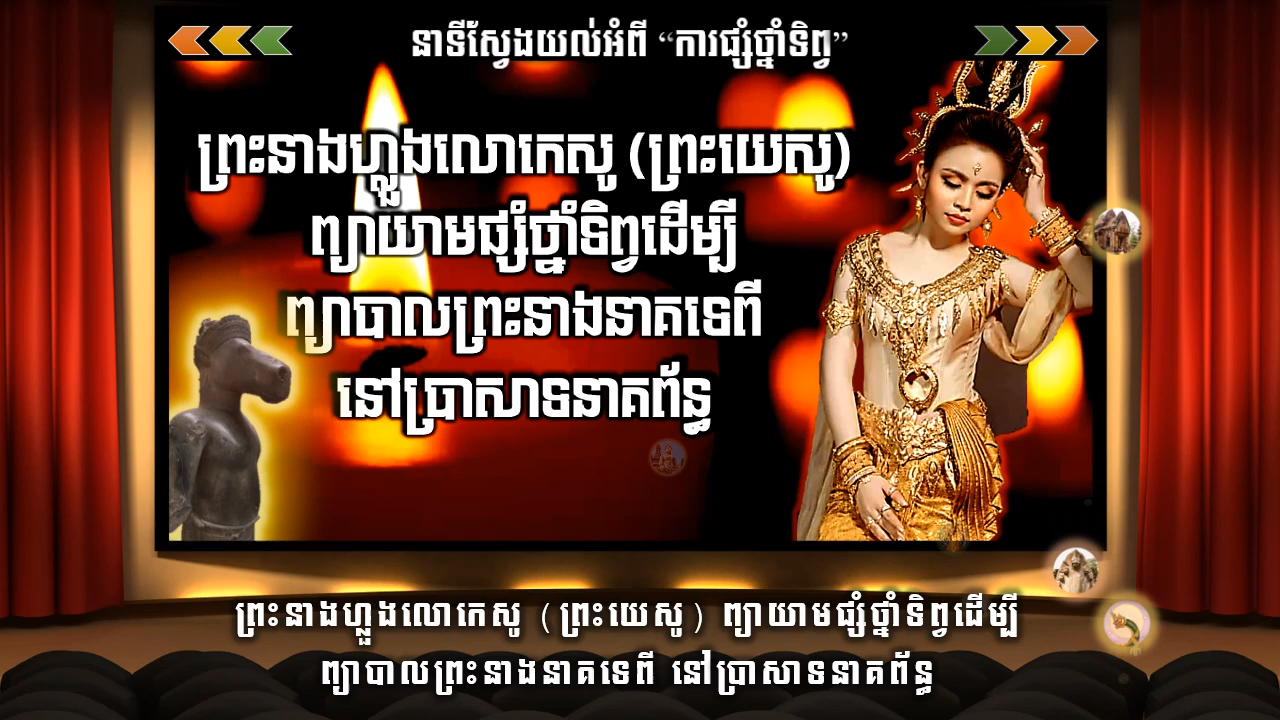 នាទីស្វែងយល់អំពី “ការផ្សំថ្នាំទិព្វ”
ព្រះនាងហ្លួងលោកេសូ (ព្រះយេសូ)
ព្យាយាមផ្សំថ្នាំទិព្វដើម្បី
ព្យាបាលព្រះនាងនាគទេពី
នៅប្រាសាទនាគព័ន្ធ
ព្រះនាងហ្លួងលោកេសូ (ព្រះយេសូ) ព្យាយាមផ្សំថ្នាំទិព្វដើម្បី
ព្យាបាលព្រះនាងនាគទេពី នៅប្រាសាទនាគព័ន្ធ